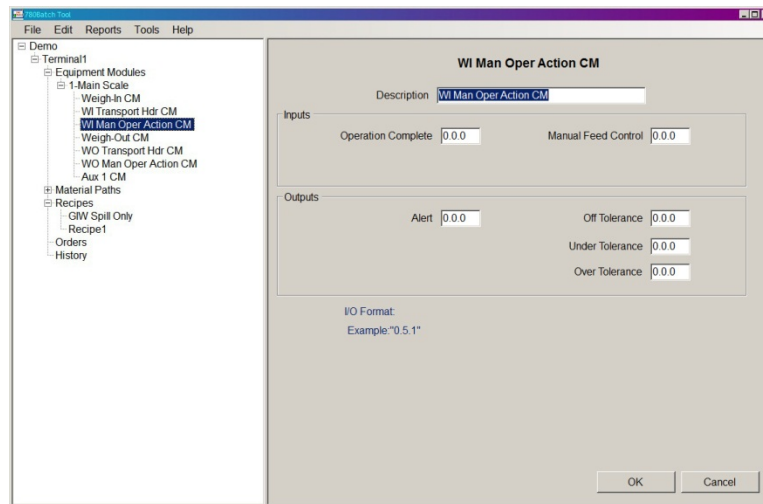 780Batch Tool
File Edit Reports Tools Help
Demo
Terminal1
Equipment Modules
1-Main Scale
Weigh-In CM
WI Transport Hdr CM
WI Man Oper Action CM
Weigh-Out CM
WO Transport Hdr CM
WO Man Oper Action CM
Aux 1 CM
Material Paths
Recipes
GIW Spill Only
Recipe1
Orders
History
WI Man Oper Action CM
Description WI Man Oper Action CM
Inputs
Operation Complete 0.0.0 Manual Feed Control 0.0.0
Outputs
Alert 0.0.0 Off Tolerance 0.0.0
Under Tolerance 0.0.0
Over Tolerance 0.0.0
I/O Format:
Example:"0.5.1"
OK Cancel